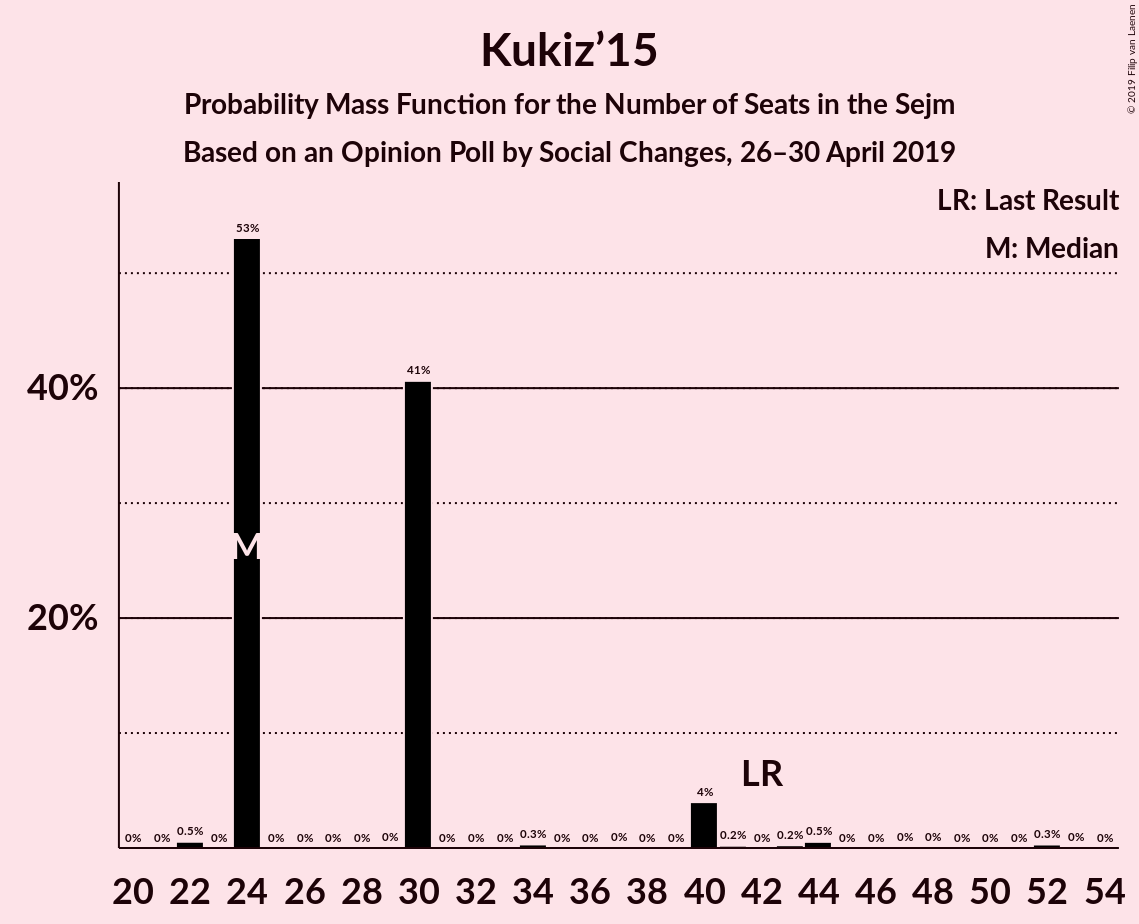 Kukiz’15
Probability Mass Function for the Number of Seats in the Sejm
Based on an Opinion Poll by Social Changes, 26–30 April 2019
© 2019 Filip van Laenen
LR: Last Result
M: Median
40%
20%
53%
41%
M
LR
0% 0% 0.5% 0% 0% 0% 0% 0% 0% 0% 0% 0% 0.3% 0% 0% 0% 0% 0% 4% 0.2% 0% 0.2% 0.5% 0% 0% 0% 0% 0% 0% 0% 0.3% 0% 0%
20 22 24 26 28 30 32 34 36 38 40 42 44 46 48 50 52 54